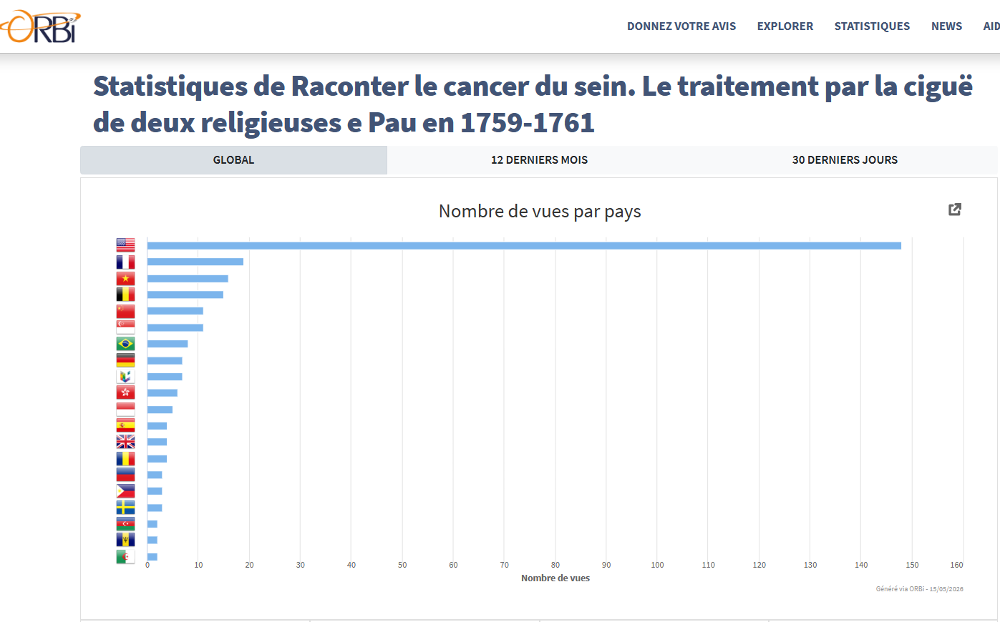 ORBi
DONNEZ VOTRE AVIS EXPLORER STATISTIQUES NEWS AID
Statistiques de Raconter le cancer du sein. Le traitement par la ciguë
de deux religieuses e Pau en 1759-1761
GLOBAL 12 DERNIERS MOIS 30 DERNIERS JOURS
Nombre de vues par pays
0 10 20 30 40 50 60 70 80 90 100 110 120 130 140 150 160
Nombre de vues
Généré via ORBi - 15/05/2026